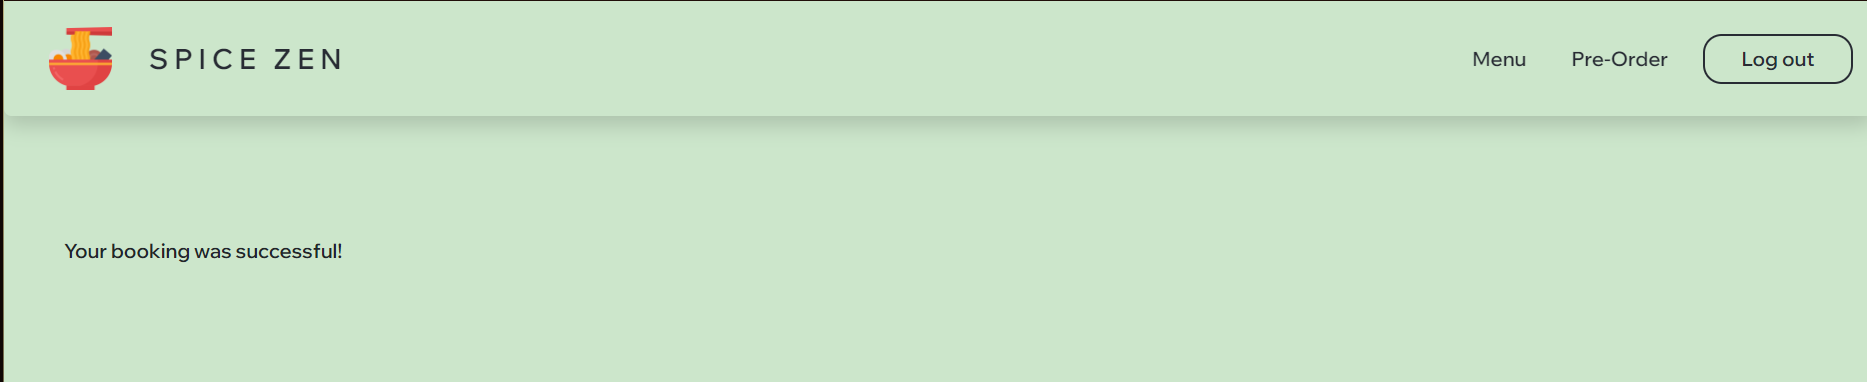 SPICE ZEN
Menu Pre-Order Log out
Your booking was successful!